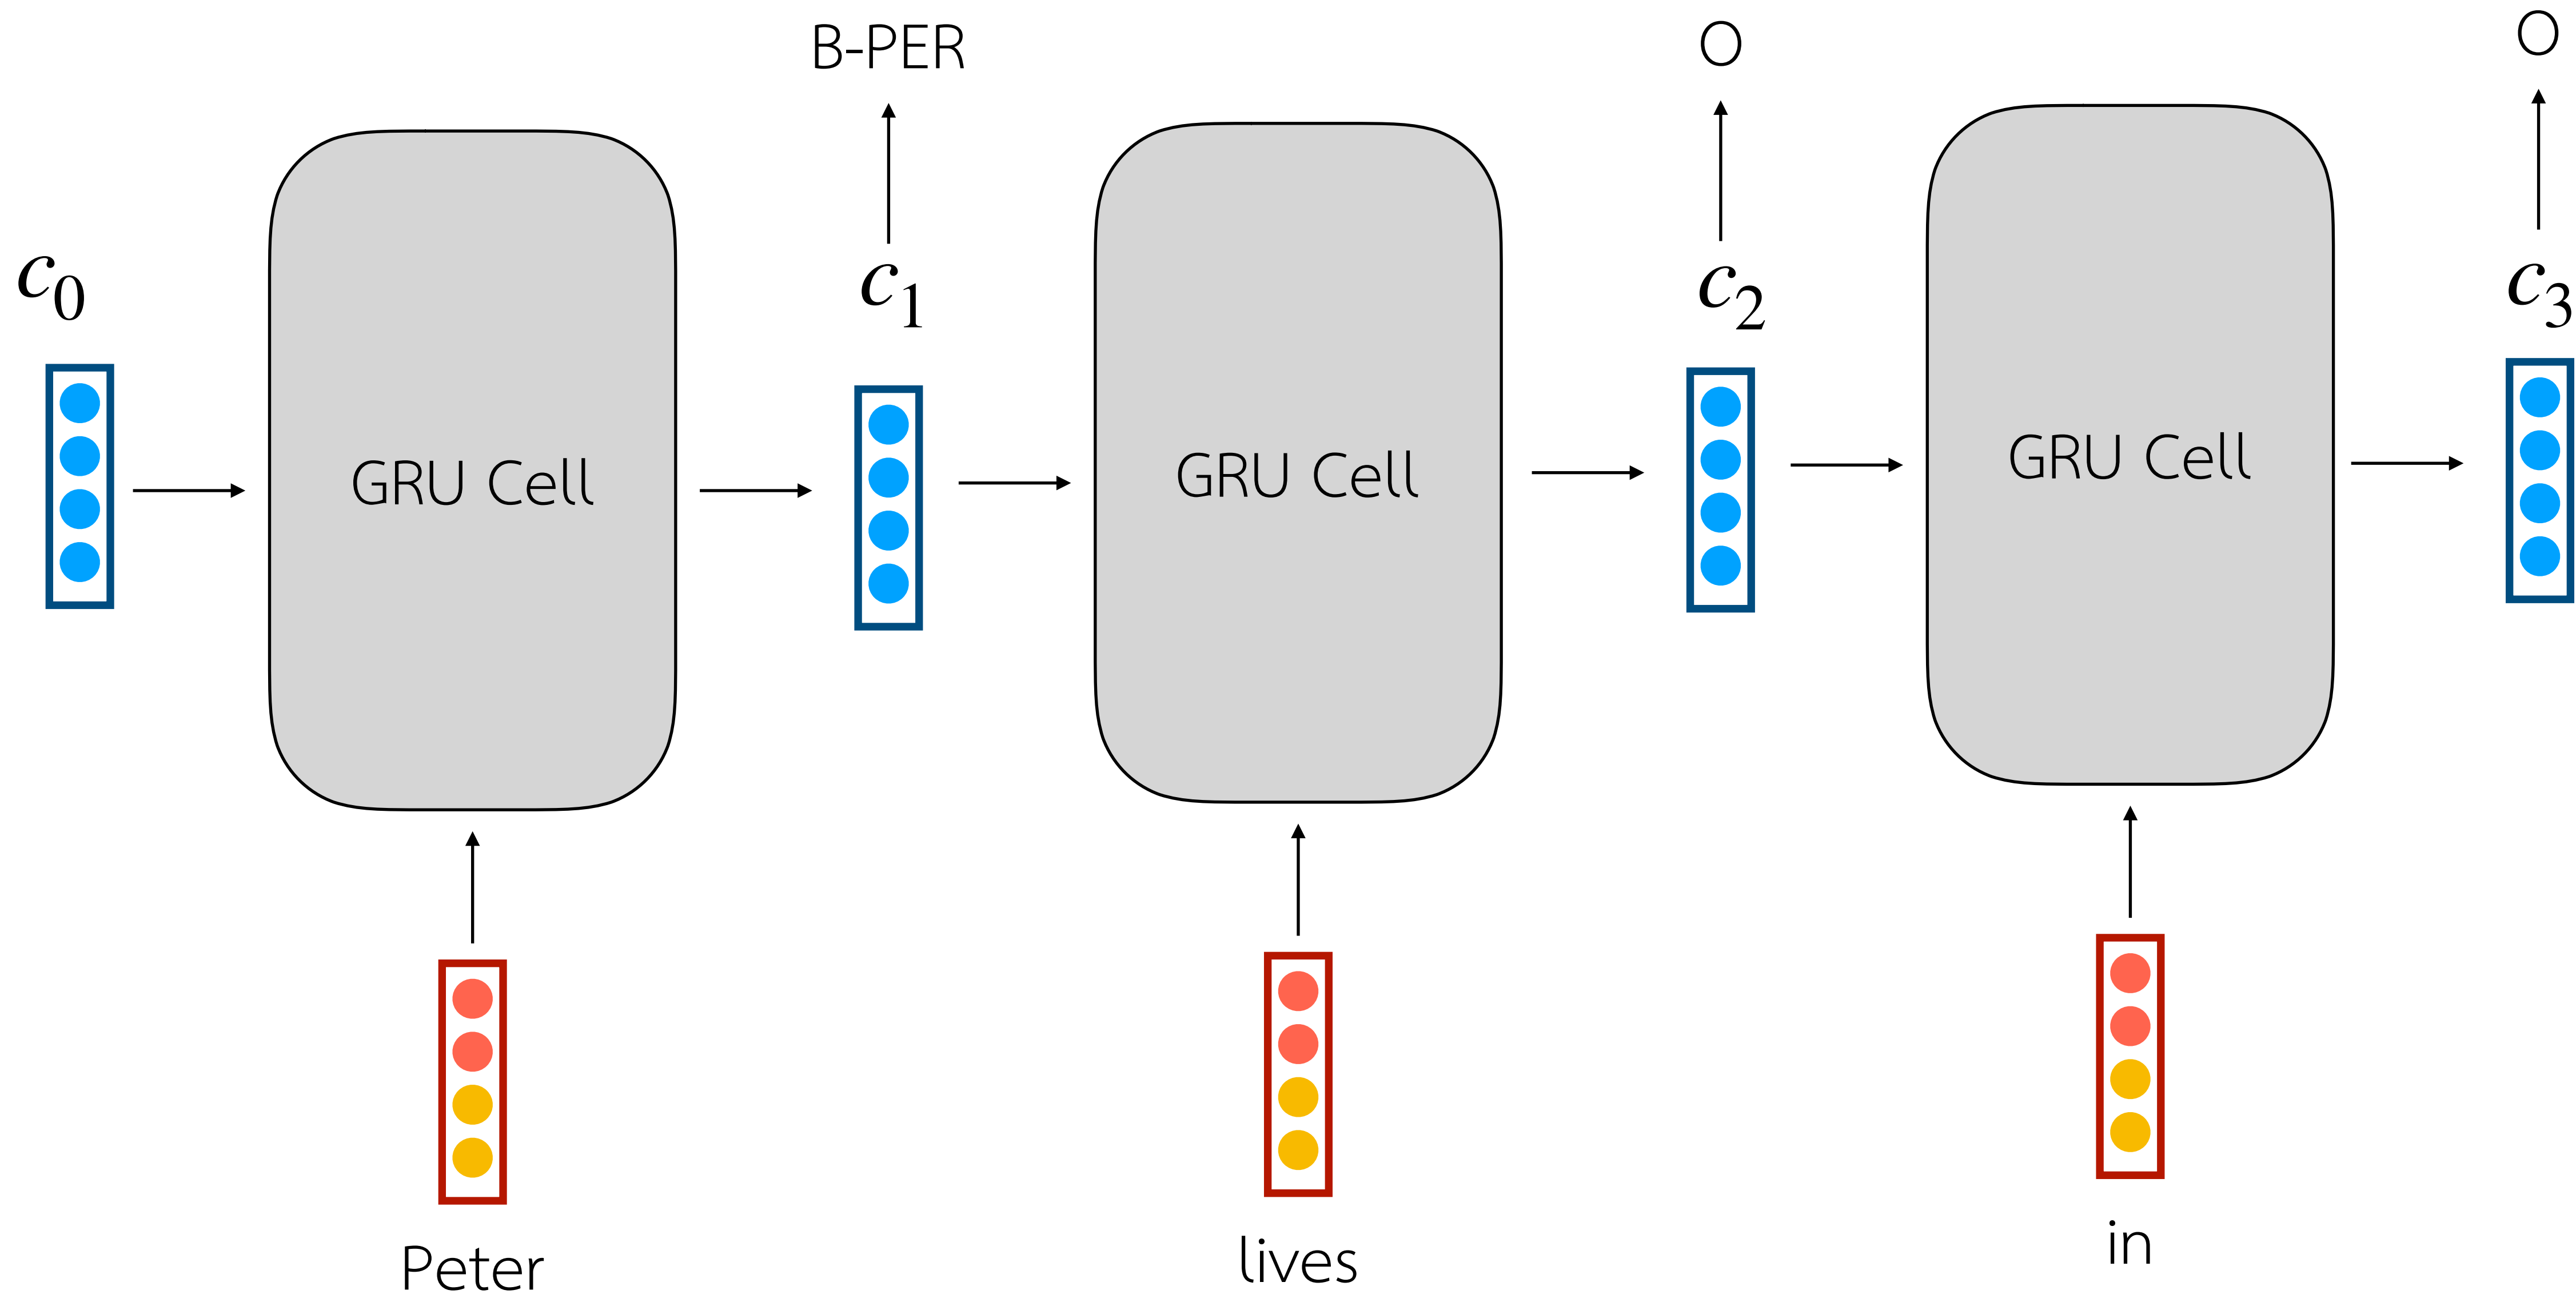 B-PER
O
O
c0
c1
c2
c3
GRU Cell
GRU Cell
GRU Cell
Peter
lives
in